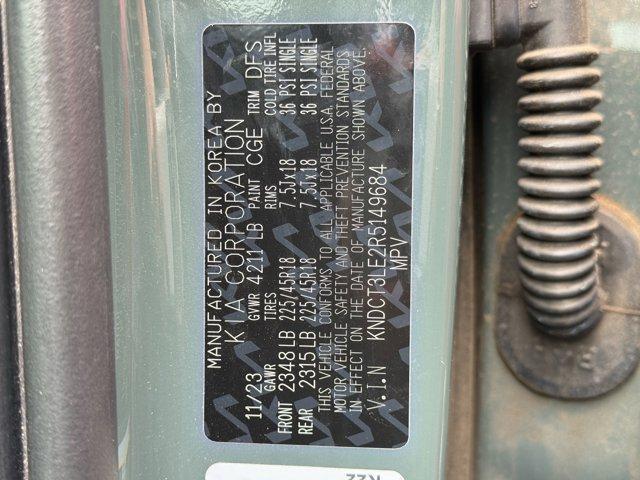 MANUFACTURED IN KOREA BY
KIA CORPORATION
11/23 GVWR 4211 LB PAINT CGE TRIM DFS
GAWR TIRES RIMS COLD TIRE INFL
FRONT 2348 LB 225/45R18 7.5Jx18 36 PSI SINGLE
REAR 2315 LB 225/45R18 7.5Jx18 36 PSI SINGLE
THIS VEHICLE CONFORMS TO ALL APPLICABLE U.S.A. FEDERAL
MOTOR VEHICLE SAFETY AND THEFT PREVENTION STANDARDS
IN EFFECT ON THE DATE OF MANUFACTURE SHOWN ABOVE.
V.I.N KNDCT3LE2R5149684
MPV